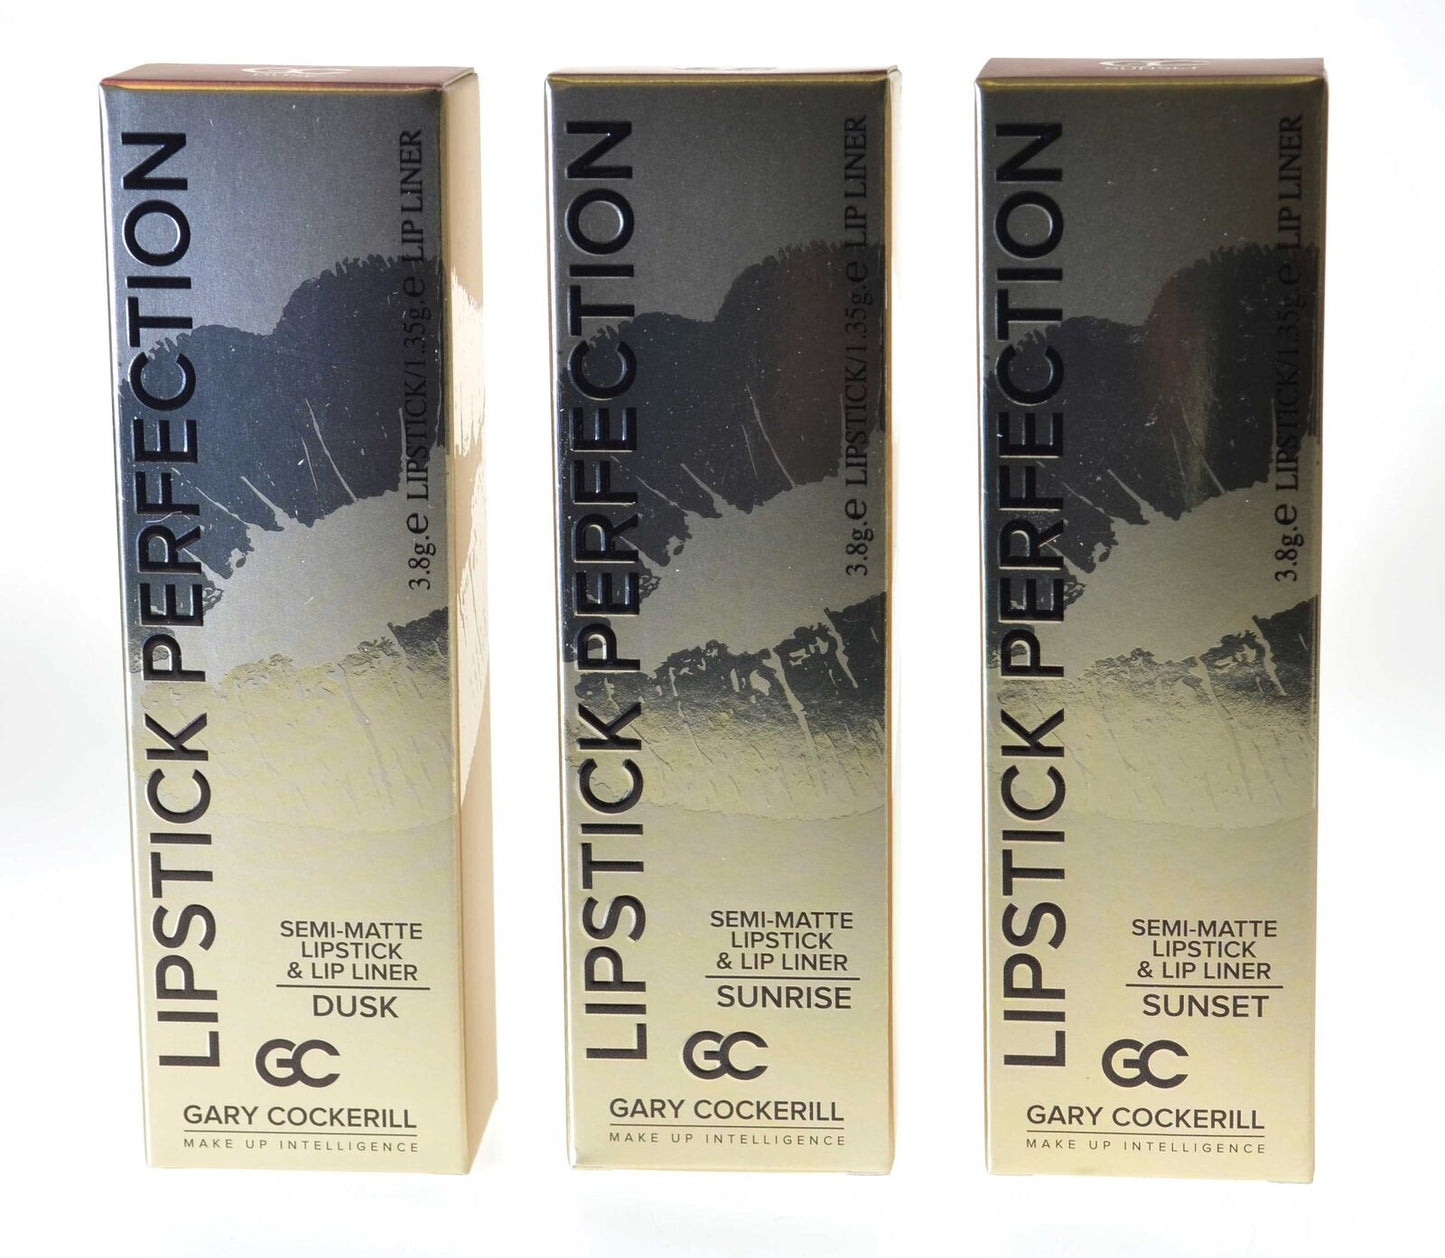 LIPSTICK PERFECTION
3.8g.e LIPSTICK/1.35g.e LIP LINER
SEMI-MATTE
LIPSTICK
& LIP LINER
DUSK
GC
GARY COCKERILL
MAKE UP INTELLIGENCE
LIPSTICK PERFECTION
3.8g.e LIPSTICK/1.35g.e LIP LINER
SEMI-MATTE
LIPSTICK
& LIP LINER
SUNRISE
GC
GARY COCKERILL
MAKE UP INTELLIGENCE
SUNSET
LIPSTICK PERFECTION
3.8g.e LIPSTICK/1.35g.e LIP LINER
SEMI-MATTE
LIPSTICK
& LIP LINER
SUNSET
GC
GARY COCKERILL
MAKE UP INTELLIGENCE